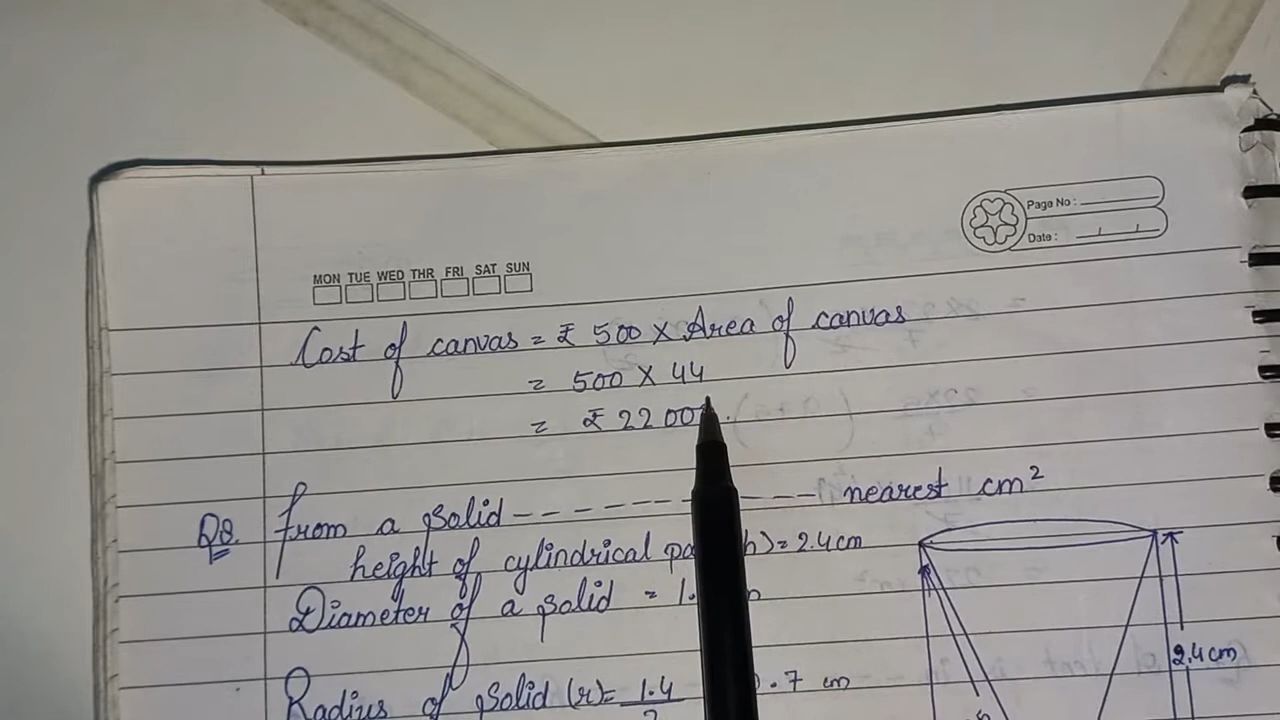 Page No :
Date :
MON TUE WED THR FRI SAT SUN
Cost of canvas = ₹ 500 × Area of canvas
= 500 × 44
= ₹ 2200
Q8. from a solid ---------- nearest cm²
height of cylindrical h) = 2.4 cm
Diameter of a solid = 1.
2.4 cm
Radius of solid (r) = 1.4 / 2 0.7 cm